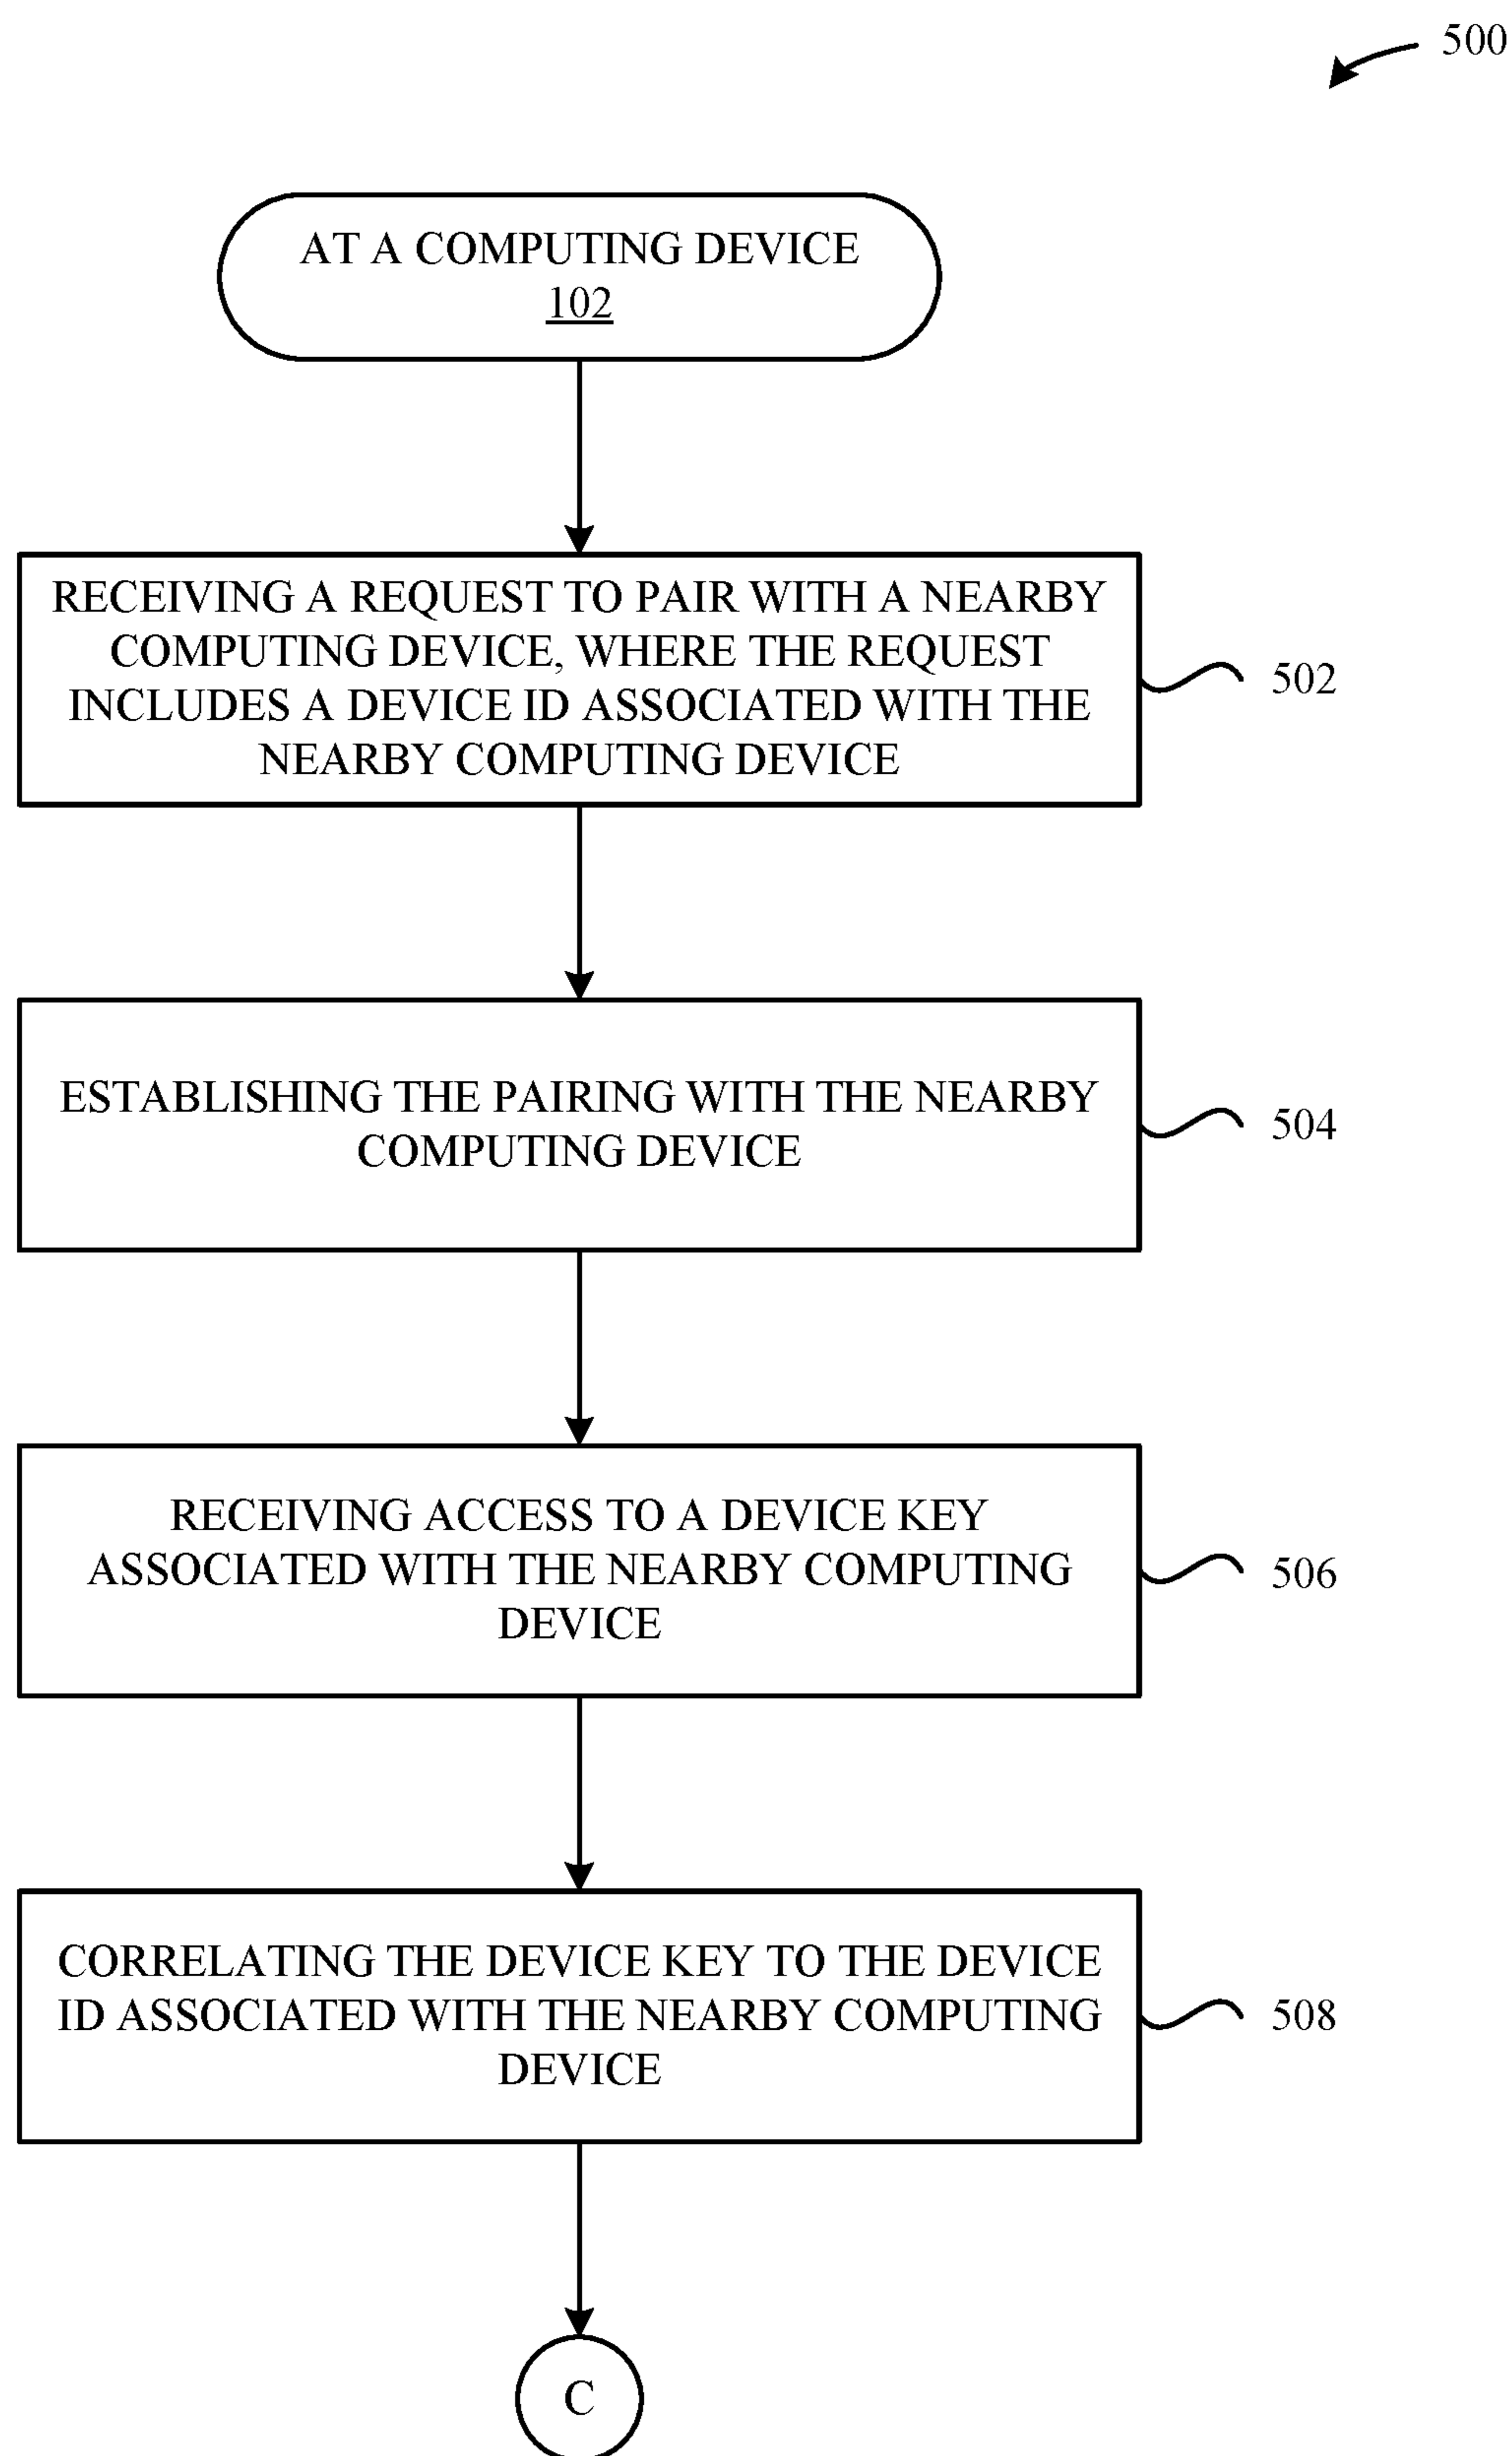 500
AT A COMPUTING DEVICE
102
RECEIVING A REQUEST TO PAIR WITH A NEARBY
COMPUTING DEVICE, WHERE THE REQUEST
INCLUDES A DEVICE ID ASSOCIATED WITH THE
NEARBY COMPUTING DEVICE
502
ESTABLISHING THE PAIRING WITH THE NEARBY
COMPUTING DEVICE
504
RECEIVING ACCESS TO A DEVICE KEY
ASSOCIATED WITH THE NEARBY COMPUTING
DEVICE
506
CORRELATING THE DEVICE KEY TO THE DEVICE
ID ASSOCIATED WITH THE NEARBY COMPUTING
DEVICE
508
C